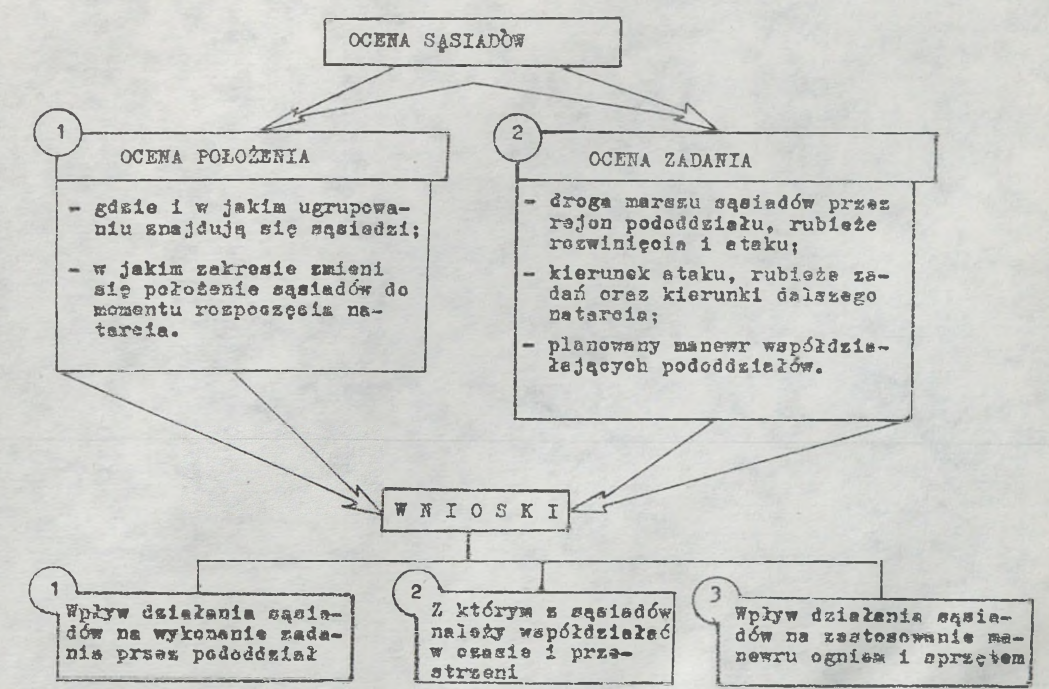 OCENA SĄSIADÓW
1
OCENA POŁOŻENIA
- gdzie i w jakim ugrupowa-
niu znajdują się sąsiedzi;
- w jakim zakresie zmieni
się położenie sąsiadów do
momentu rozpoczęcia na-
tarcia.
2
OCENA ZADANIA
- droga marszu sąsiadów przez
rejon pododdziału, rubieże
rozwinięcia i ataku;
- kierunek ataku, rubieże za-
dań oraz kierunki dalszego
natarcia;
- planowany manewr współdzia-
łających pododdziałów.
W N I O S K I
1
Wpływ działania sąsia-
dów na wykonanie zada-
nia przez pododdział
2
Z którym z sąsiadów
należy współdziałać
w czasie i prze-
strzeni
3
Wpływ działania sąsia-
dów na zastosowanie ma-
newru ogniem i sprzętem